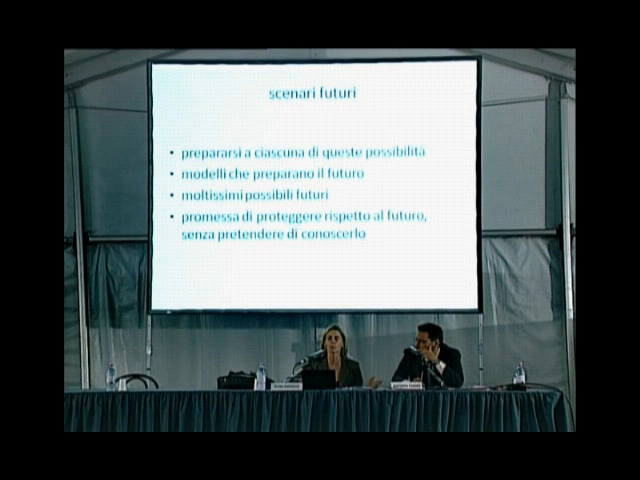 scenari futuri
• prepararsi a ciascuna di queste possibilità
• modelli che preparano il futuro
• moltissimi possibili futuri
• promessa di proteggere rispetto al futuro,
senza pretendere di conoscerlo